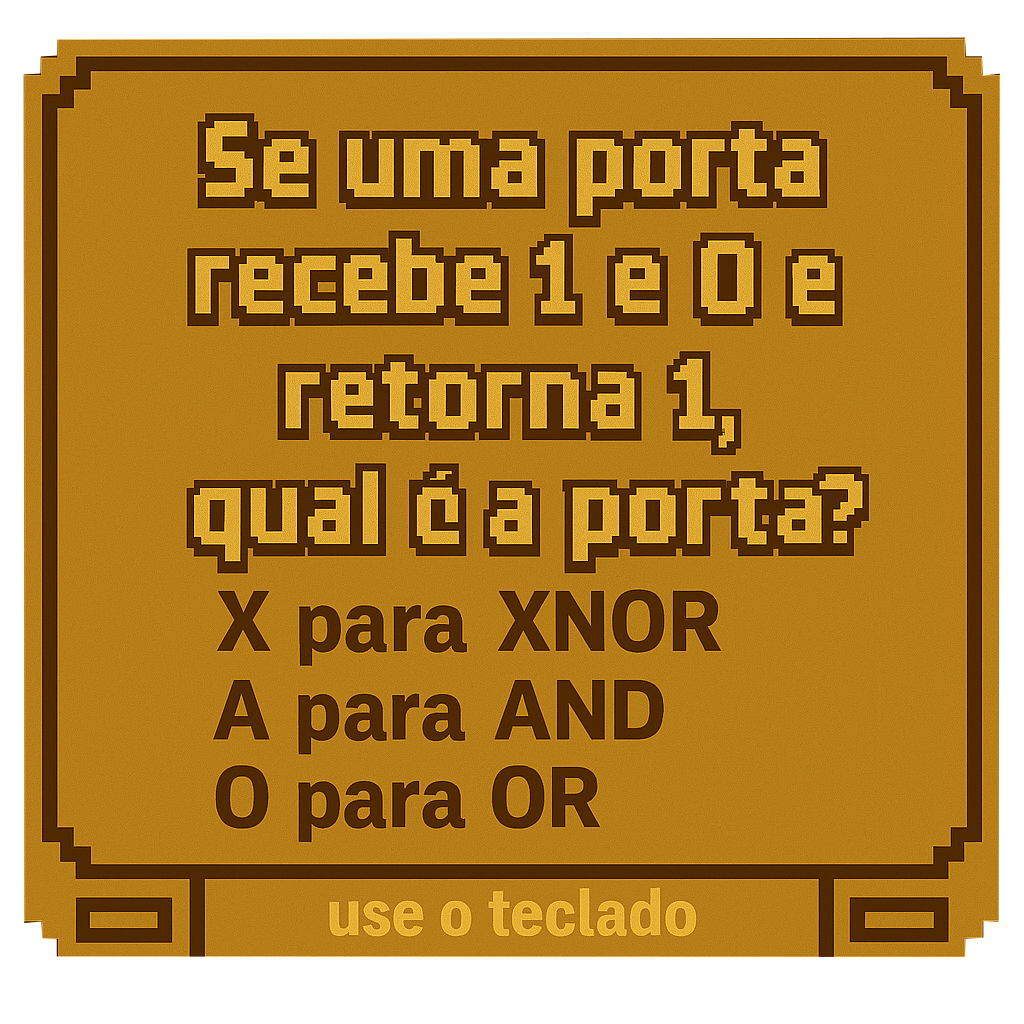 Se uma porta
recebe 1 e 0 e
retorna 1,
qual é a porta?
X para XNOR
A para AND
O para OR
use o teclado